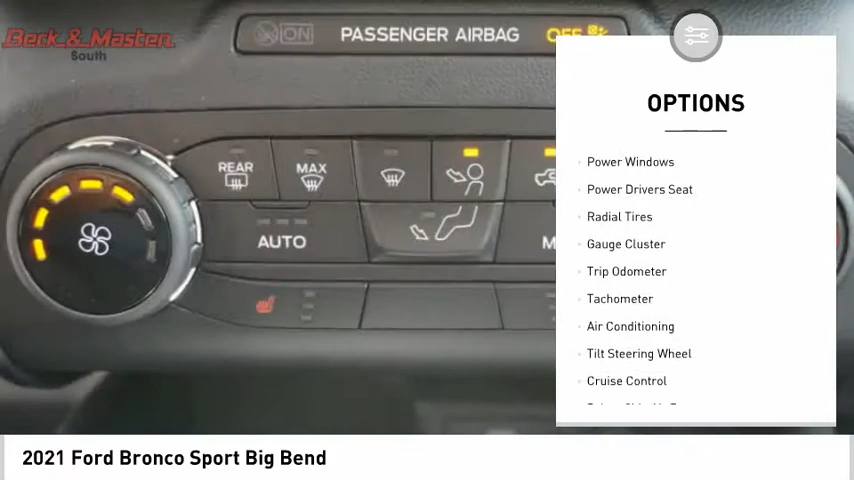 Berk & Masten
South
ON
PASSENGER AIRBAG
OFF
REAR
MAX
AUTO
OPTIONS
Power Windows
Power Drivers Seat
Radial Tires
Gauge Cluster
Trip Odometer
Tachometer
Air Conditioning
Tilt Steering Wheel
Cruise Control
2021 Ford Bronco Sport Big Bend